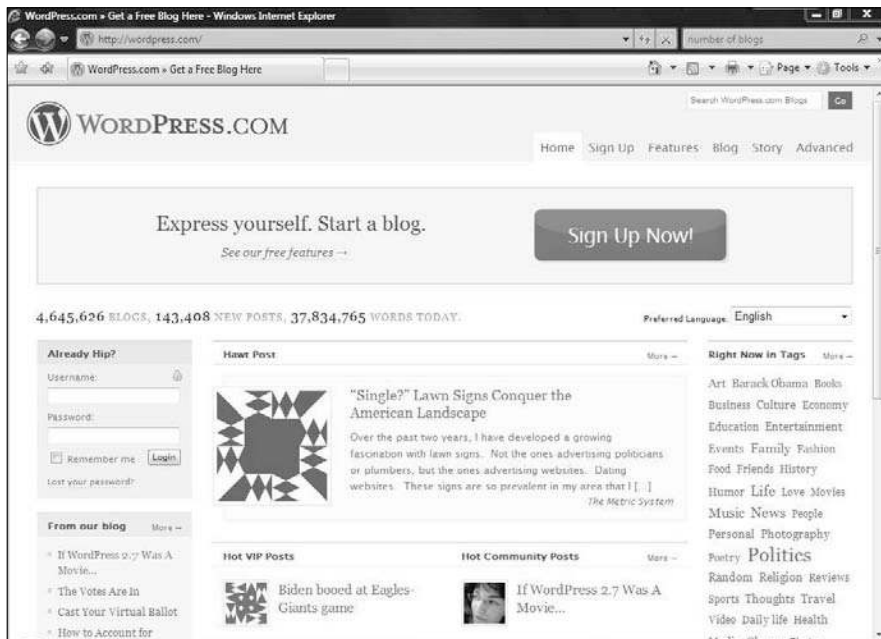 WordPress.com » Get a Free Blog Here - Windows Internet Explorer
http://wordpress.com/
number of blogs
WordPress.com » Get a Free Blog Here
Page
Tools
Search WordPress.com Blogs
Go
WORDPRESS.COM
Home Sign Up Features Blog Story Advanced
Express yourself. Start a blog.
See our free features →
Sign Up Now!
4,645,626 BLOGS, 143,408 NEW POSTS, 37,834,765 WORDS TODAY.
Preferred Language: English
Already Hip?
Username:
Password:
Remember me Login
Lost your password?
From our blog More →
If WordPress 2.7 Was A
Movie...
The Votes Are In
Cast Your Virtual Ballot
How to Account for
Hawt Post More →
"Single?" Lawn Signs Conquer the
American Landscape
Over the past two years, I have developed a growing
fascination with lawn signs. Not the ones advertising politicians
or plumbers, but the ones advertising websites. Dating
websites. These signs are so prevalent in my area that I [...]
The Metric System
Hot VIP Posts
Biden booed at Eagles-
Giants game
Hot Community Posts More →
If WordPress 2.7 Was A
Movie...
Right Now in Tags More →
Art Barack Obama Books
Business Culture Economy
Education Entertainment
Events Family Fashion
Food Friends History
Humor Life Love Movies
Music News People
Personal Photography
Poetry Politics
Random Religion Reviews
Sports Thoughts Travel
Video Daily life Health